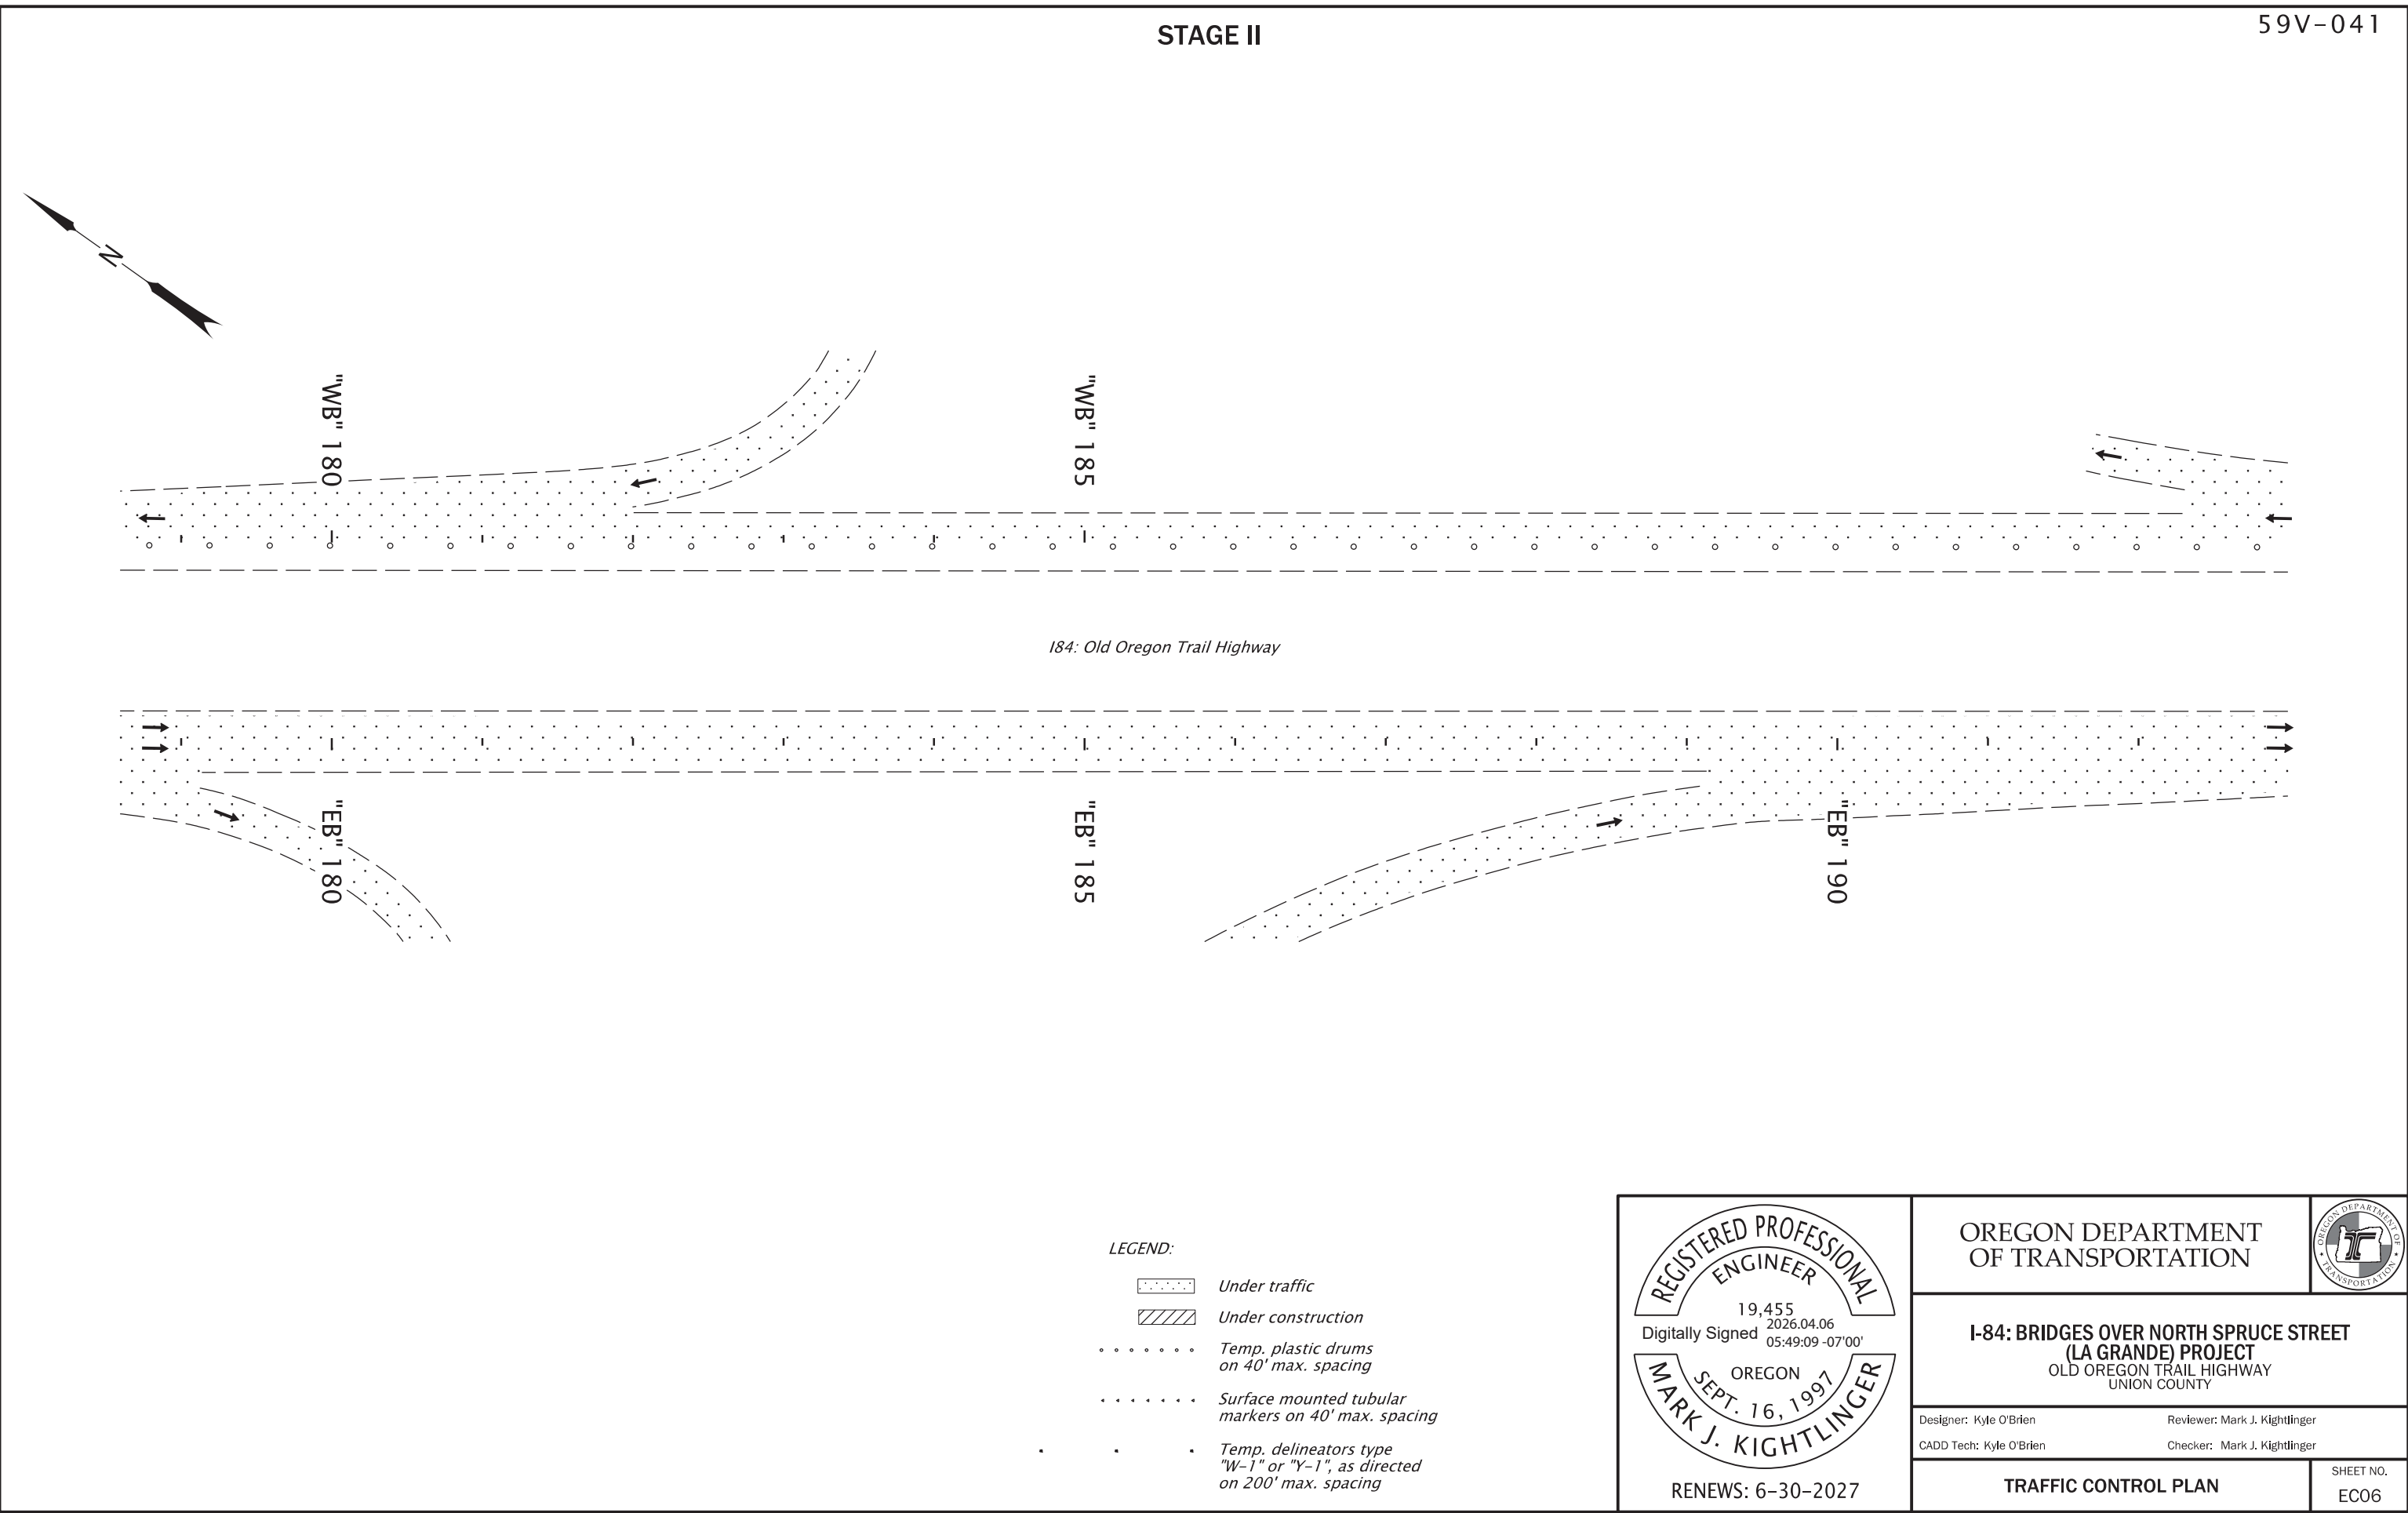 STAGE II
59V-041
N
"WB" 180
"WB" 185
I84: Old Oregon Trail Highway
"EB" 180
"EB" 185
"EB" 190
LEGEND:
Under traffic
Under construction
Temp. plastic drums
on 40' max. spacing
Surface mounted tubular
markers on 40' max. spacing
Temp. delineators type
"W-1" or "Y-1", as directed
on 200' max. spacing
REGISTERED PROFESSIONAL
ENGINEER
19,455
Digitally Signed
2026.04.06
05:49:09 -07'00'
OREGON
SEPT. 16, 1997
MARK J. KIGHTLINGER
RENEWS: 6-30-2027
OREGON DEPARTMENT
OF TRANSPORTATION
OREGON DEPARTMENT OF
TRANSPORTATION
I-84: BRIDGES OVER NORTH SPRUCE STREET
(LA GRANDE) PROJECT
OLD OREGON TRAIL HIGHWAY
UNION COUNTY
Designer: Kyle O'Brien
Reviewer: Mark J. Kightlinger
CADD Tech: Kyle O'Brien
Checker: Mark J. Kightlinger
TRAFFIC CONTROL PLAN
SHEET NO.
EC06